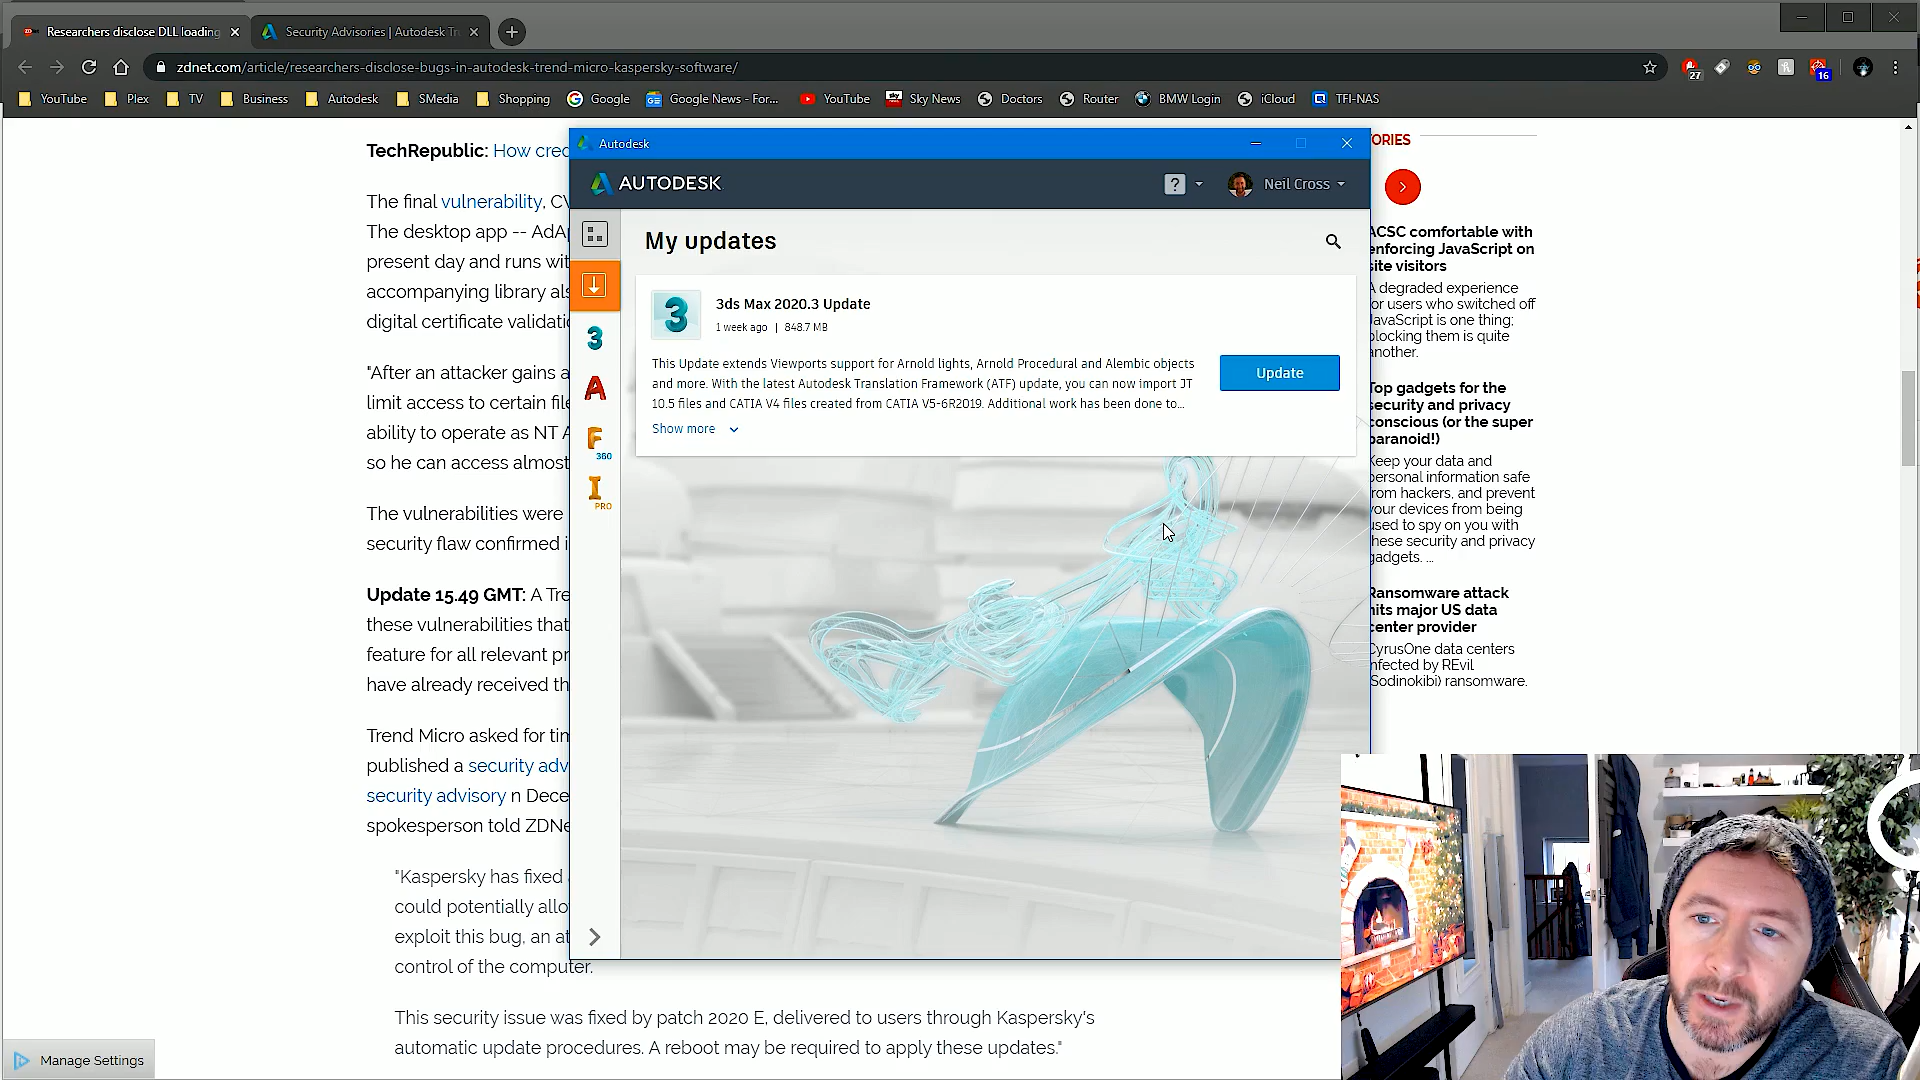 Researchers disclose DLL loading
Security Advisories | Autodesk Tr
zdnet.com/article/researchers-disclose-bugs-in-autodesk-trend-micro-kaspersky-software/
27
16
YouTube
Plex
TV
Business
Autodesk
SMedia
Shopping
Google
Google News - For...
YouTube
Sky News
Doctors
Router
BMW Login
iCloud
TFI-NAS
TechRepublic: How cred
The final vulnerability, CV
The desktop app -- AdAp
present day and runs wit
accompanying library als
digital certificate validatio
"After an attacker gains a
limit access to certain file
ability to operate as NT A
so he can access almost
The vulnerabilities were
security flaw confirmed i
Update 15.49 GMT: A Tre
these vulnerabilities that
feature for all relevant pr
have already received th
Trend Micro asked for tim
published a security adv
security advisory n Dece
spokesperson told ZDNe
"Kaspersky has fixed
could potentially allo
exploit this bug, an at
control of the computer.
This security issue was fixed by patch 2020 E, delivered to users through Kaspersky's
automatic update procedures. A reboot may be required to apply these updates."
Manage Settings
Autodesk
AUTODESK
?
Neil Cross
My updates
3
3ds Max 2020.3 Update
1 week ago | 848.7 MB
This Update extends Viewports support for Arnold lights, Arnold Procedural and Alembic objects
and more. With the latest Autodesk Translation Framework (ATF) update, you can now import JT
10.5 files and CATIA V4 files created from CATIA V5-6R2019. Additional work has been done to...
Show more
Update
3
A
F
360
I
PRO
ORIES
ACSC comfortable with
enforcing JavaScript on
site visitors
A degraded experience
or users who switched off
JavaScript is one thing;
blocking them is quite
another.
Top gadgets for the
security and privacy
conscious (or the super
paranoid!)
Keep your data and
personal information safe
from hackers, and prevent
your devices from being
used to spy on you with
these security and privacy
gadgets. ...
Ransomware attack
hits major US data
center provider
CyrusOne data centers
infected by REvil
(Sodinokibi) ransomware.